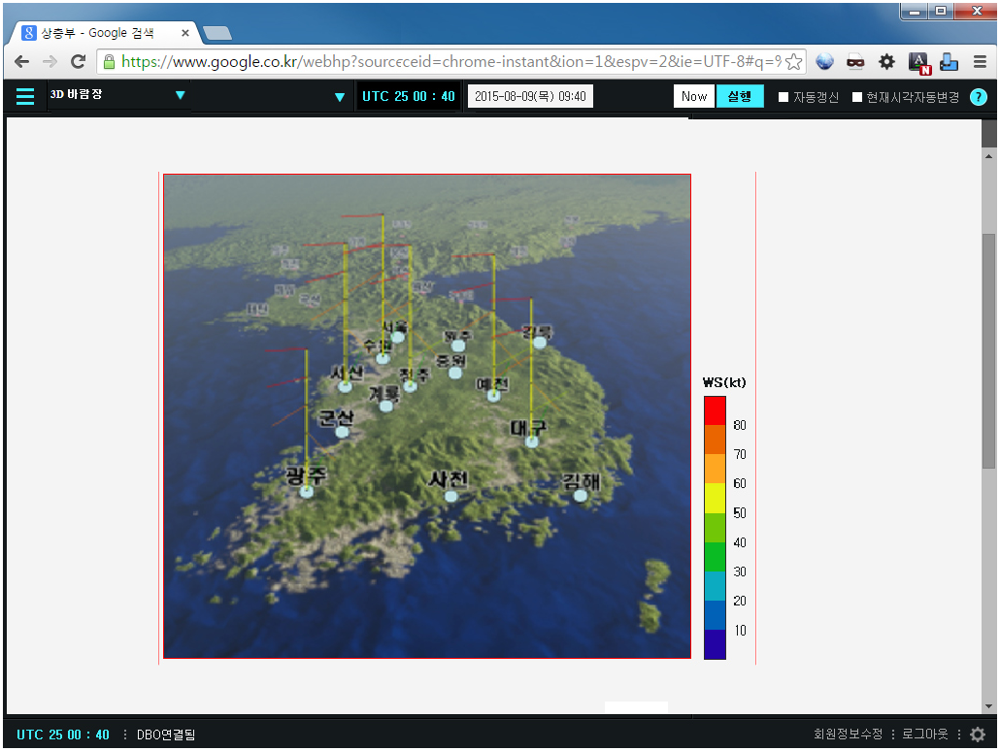 상층부 - Google 검색
https://www.google.co.kr/webhp?sourceceid=chrome-instant&ion=1&espv=2&ie=UTF-8#q=%
3D 바람장
UTC 25 00 : 40
2015-08-09(목) 09:40
Now
실행
자동갱신
현재시각자동변경
?
서울
수원
원주
강릉
중원
서산
청주
예천
계룡
군산
대구
광주
사천
김해
WS(kt)
80
70
60
50
40
30
20
10
UTC 25 00 : 40
DBO연결됨
회원정보수정
로그아웃